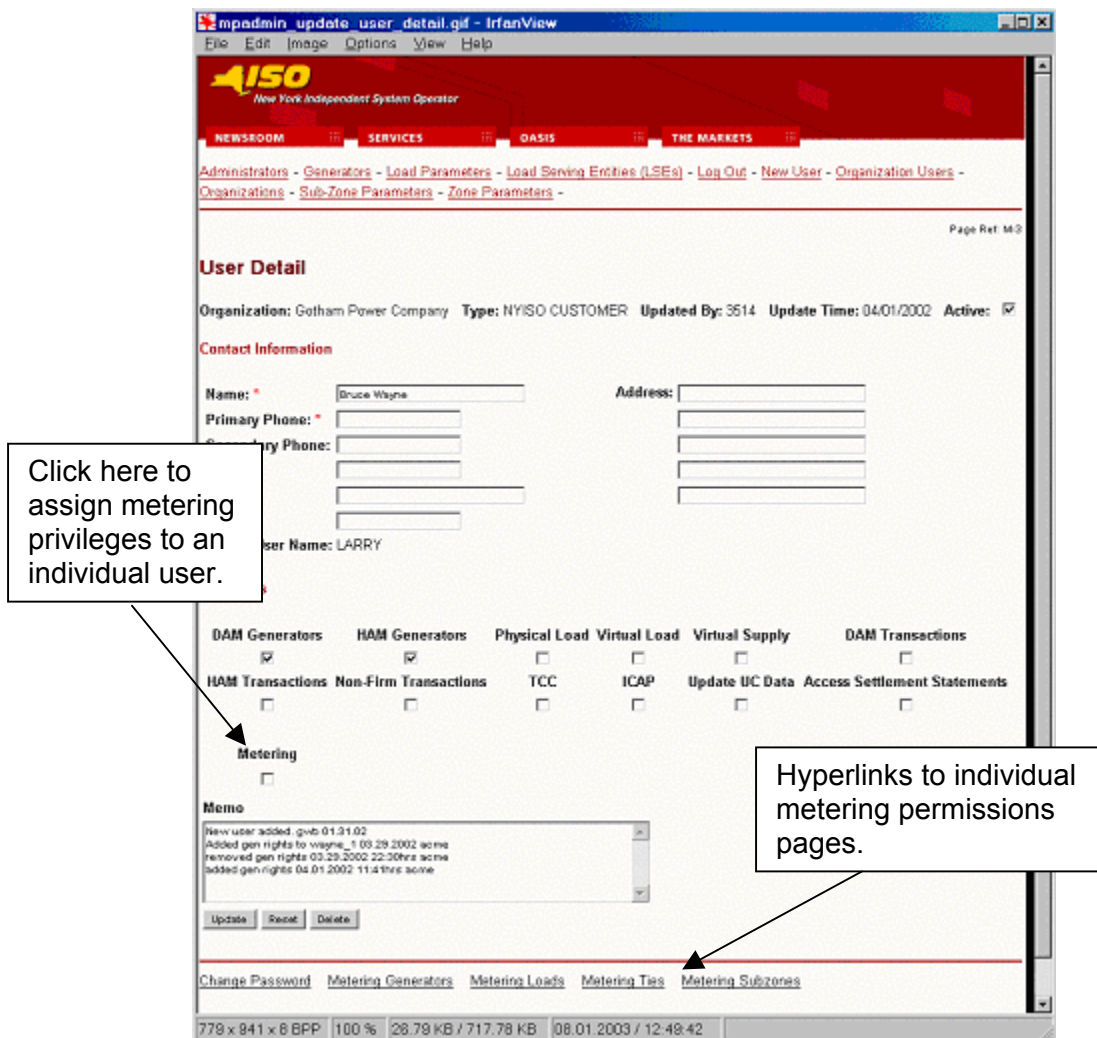 mpadmin_update_user_detail.gif - IrfanView
File Edit Image Options View Help
ISO
New York Independent System Operator
NEWSROOM SERVICES OASIS THE MARKETS
Administrators - Generators - Load Parameters - Load Serving Entities (LSEs) - Log Out - New User - Organization Users -
Organizations - Sub-Zone Parameters - Zone Parameters -
Page Ref: M-3
User Detail
Organization: Gotham Power Company Type: NYISO CUSTOMER Updated By: 3514 Update Time: 04/01/2002 Active:
Contact Information
Name: * Bruce Wayne Address:
Primary Phone: *
Phone:
Click here to
assign metering
privileges to an
individual user.
User Name: LARRY
DAM Generators HAM Generators Physical Load Virtual Load Virtual Supply DAM Transactions
HAM Transactions Non-Firm Transactions TCC ICAP Update UC Data Access Settlement Statements
Metering
Hyperlinks to individual
metering permissions
pages.
Memo
New user added. gwb 01.31.02
Added gen rights to wayne_1 03.29.2002 acme
removed gen rights 03.29.2002 22:30hrs acme
added gen rights 04.01.2002 11:41hrs acme
Update Reset Delete
Change Password Metering Generators Metering Loads Metering Ties Metering Subzones
779 x 941 x 8 BPP 100 % 26.79 KB / 717.78 KB 08.01.2003 / 12:49:42